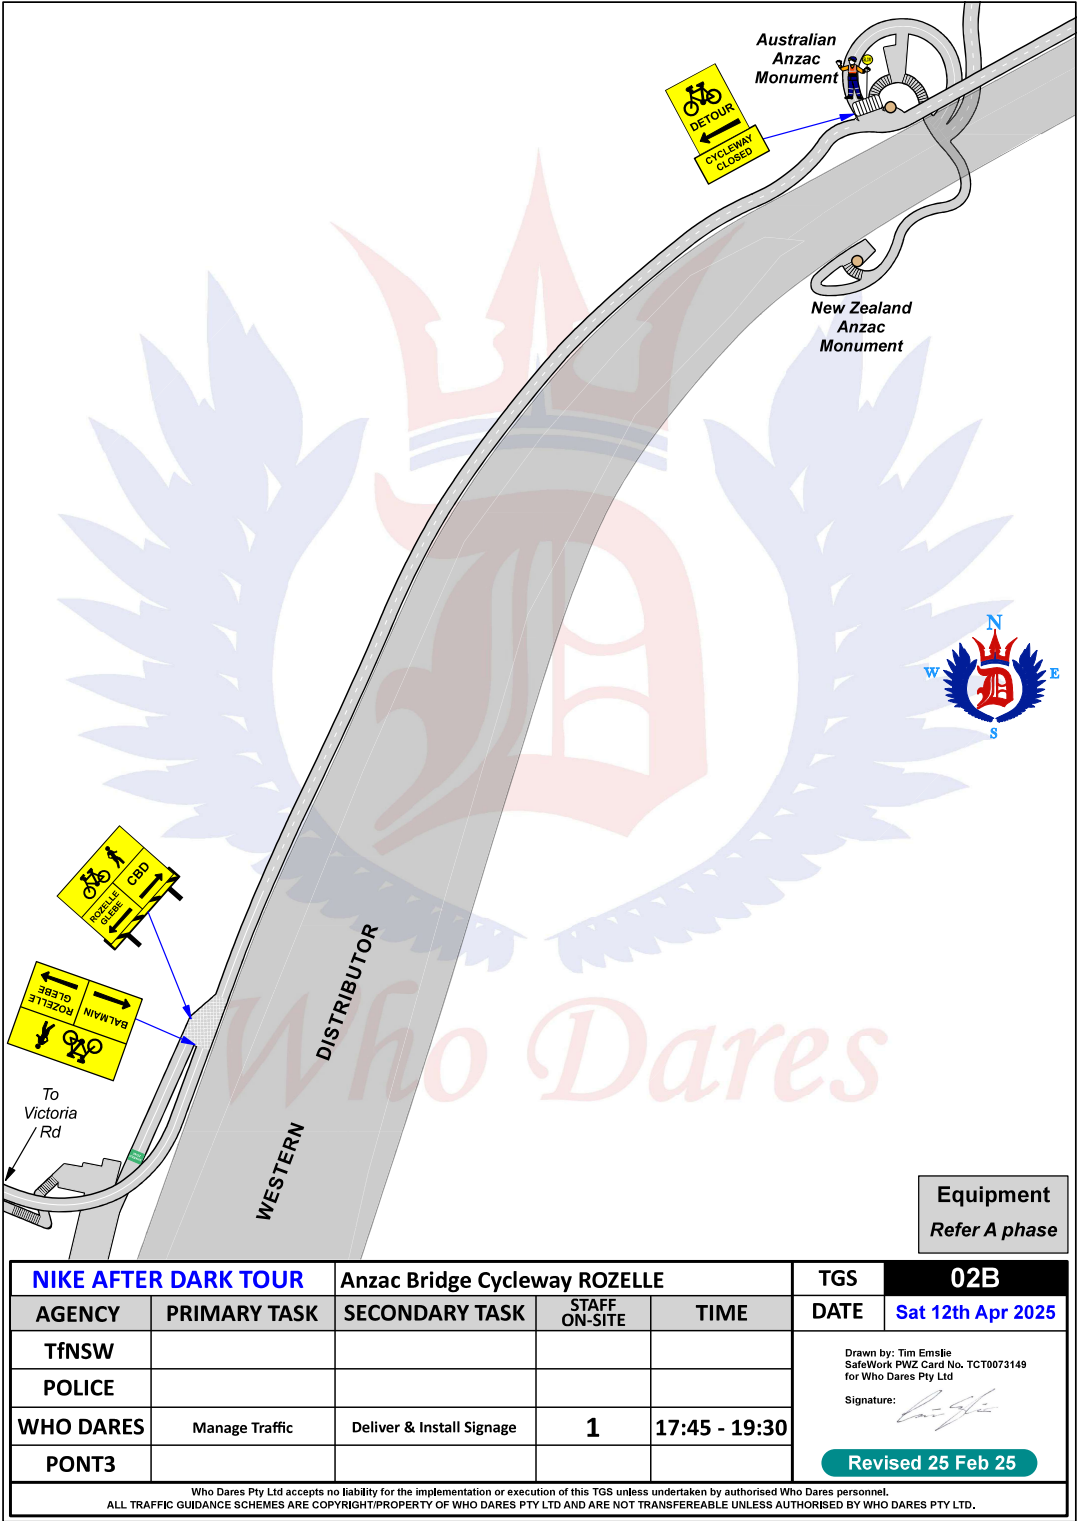 Australian
Anzac
Monument
DETOUR
CYCLEWAY
CLOSED
New Zealand
Anzac
Monument
N
W
E
S
CBD
ROZELLE
GLEBE
ROZELLE
GLEBE
BALMAIN
To
Victoria
Rd
WESTERN DISTRIBUTOR
Who Dares
Equipment
Refer A phase
NIKE AFTER DARK TOUR Anzac Bridge Cycleway ROZELLE TGS 02B
AGENCY PRIMARY TASK SECONDARY TASK STAFF ON-SITE TIME DATE Sat 12th Apr 2025
TfNSW
POLICE
WHO DARES Manage Traffic Deliver & Install Signage 1 17:45 - 19:30
PONT3
Drawn by: Tim Emslie
SafeWork PWZ Card No. TCT0073149
for Who Dares Pty Ltd
Signature:
Revised 25 Feb 25
Who Dares Pty Ltd accepts no liability for the implementation or execution of this TGS unless undertaken by authorised Who Dares personnel.
ALL TRAFFIC GUIDANCE SCHEMES ARE COPYRIGHT/PROPERTY OF WHO DARES PTY LTD AND ARE NOT TRANSFEREABLE UNLESS AUTHORISED BY WHO DARES PTY LTD.